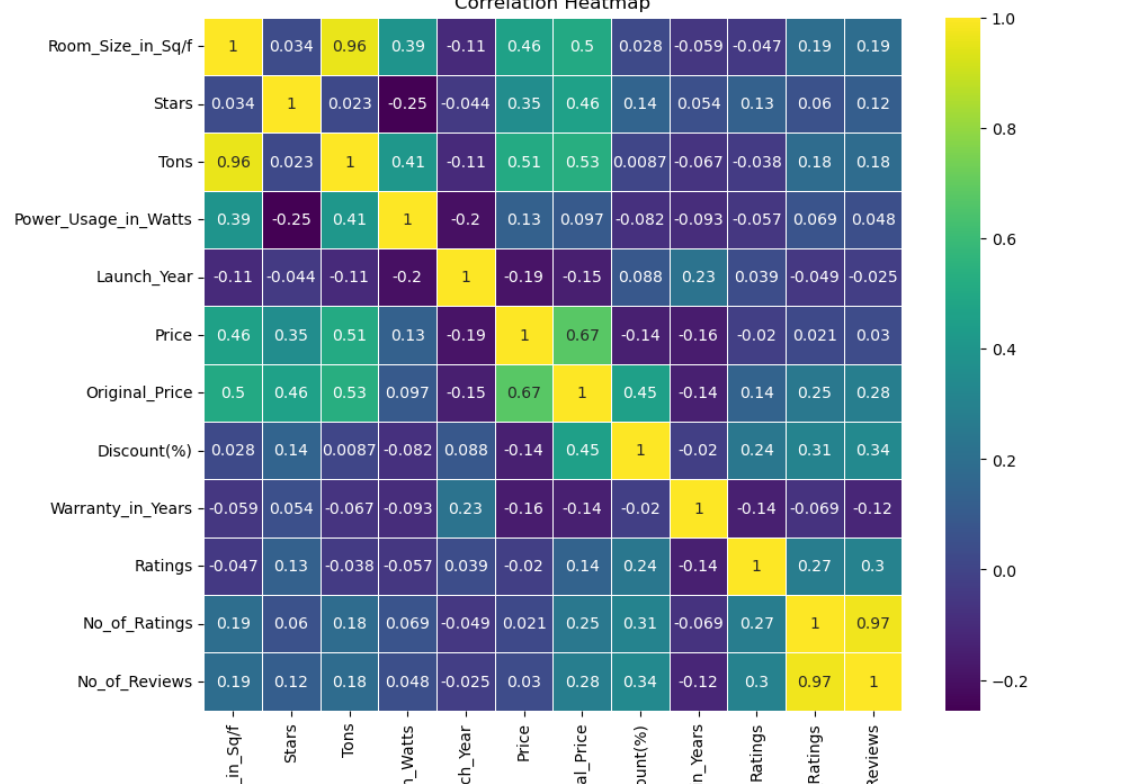 Correlation Heatmap
Room_Size_in_Sq/f 1 0.034 0.96 0.39 -0.11 0.46 0.5 0.028 -0.059 -0.047 0.19 0.19
Stars 0.034 1 0.023 -0.25 -0.044 0.35 0.46 0.14 0.054 0.13 0.06 0.12
Tons 0.96 0.023 1 0.41 -0.11 0.51 0.53 0.0087 -0.067 -0.038 0.18 0.18
Power_Usage_in_Watts 0.39 -0.25 0.41 1 -0.2 0.13 0.097 -0.082 -0.093 -0.057 0.069 0.048
Launch_Year -0.11 -0.044 -0.11 -0.2 1 -0.19 -0.15 0.088 0.23 0.039 -0.049 -0.025
Price 0.46 0.35 0.51 0.13 -0.19 1 0.67 -0.14 -0.16 -0.02 0.021 0.03
Original_Price 0.5 0.46 0.53 0.097 -0.15 0.67 1 0.45 -0.14 0.14 0.25 0.28
Discount(%) 0.028 0.14 0.0087 -0.082 0.088 -0.14 0.45 1 -0.02 0.24 0.31 0.34
Warranty_in_Years -0.059 0.054 -0.067 -0.093 0.23 -0.16 -0.14 -0.02 1 -0.14 -0.069 -0.12
Ratings -0.047 0.13 -0.038 -0.057 0.039 -0.02 0.14 0.24 -0.14 1 0.27 0.3
No_of_Ratings 0.19 0.06 0.18 0.069 -0.049 0.021 0.25 0.31 -0.069 0.27 1 0.97
No_of_Reviews 0.19 0.12 0.18 0.048 -0.025 0.03 0.28 0.34 -0.12 0.3 0.97 1
_in_Sq/f
Stars
Tons
n_Watts
ch_Year
Price
al_Price
ount(%)
n_Years
Ratings
Ratings
Reviews
1.0
0.8
0.6
0.4
0.2
0.0
−0.2